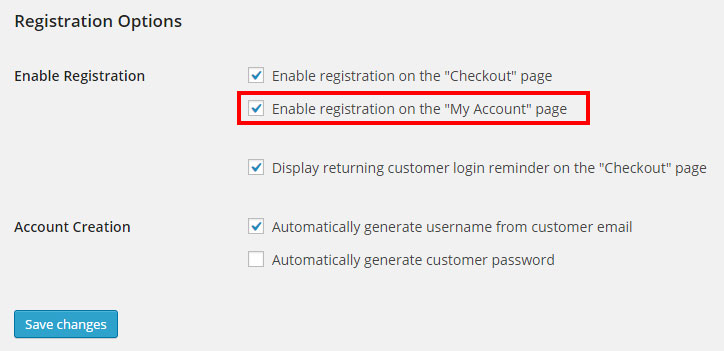 Registration Options
Enable Registration
Enable registration on the "Checkout" page
Enable registration on the "My Account" page
Display returning customer login reminder on the "Checkout" page
Account Creation
Automatically generate username from customer email
Automatically generate customer password
Save changes